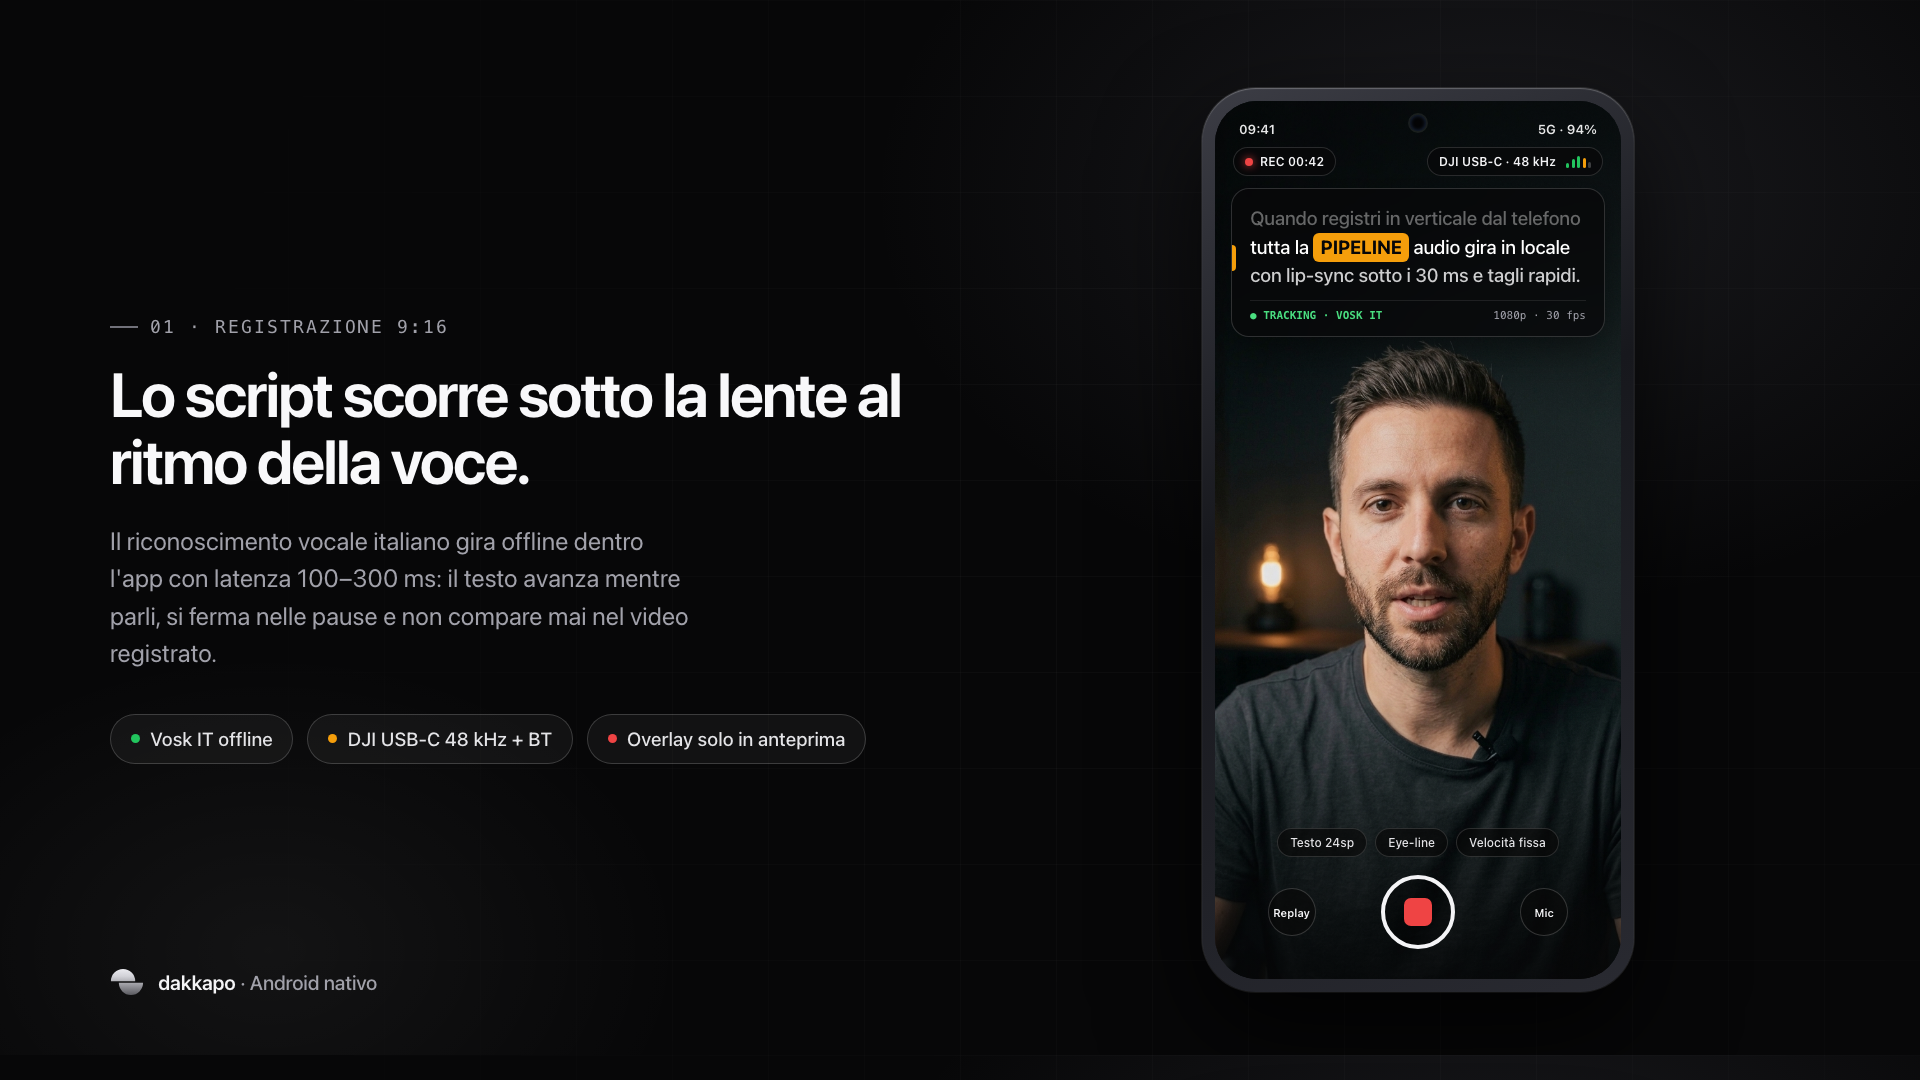 01 · REGISTRAZIONE 9:16
Lo script scorre sotto la lente al
ritmo della voce.
Il riconoscimento vocale italiano gira offline dentro
l'app con latenza 100–300 ms: il testo avanza mentre
parli, si ferma nelle pause e non compare mai nel video
registrato.
Vosk IT offline
DJI USB-C 48 kHz + BT
Overlay solo in anteprima
dakkapo · Android nativo
09:41
5G · 94%
REC 00:42
DJI USB-C · 48 kHz
Quando registri in verticale dal telefono
tutta la PIPELINE audio gira in locale
con lip-sync sotto i 30 ms e tagli rapidi.
TRACKING · VOSK IT
1080p · 30 fps
Testo 24sp
Eye-line
Velocità fissa
Replay
Mic